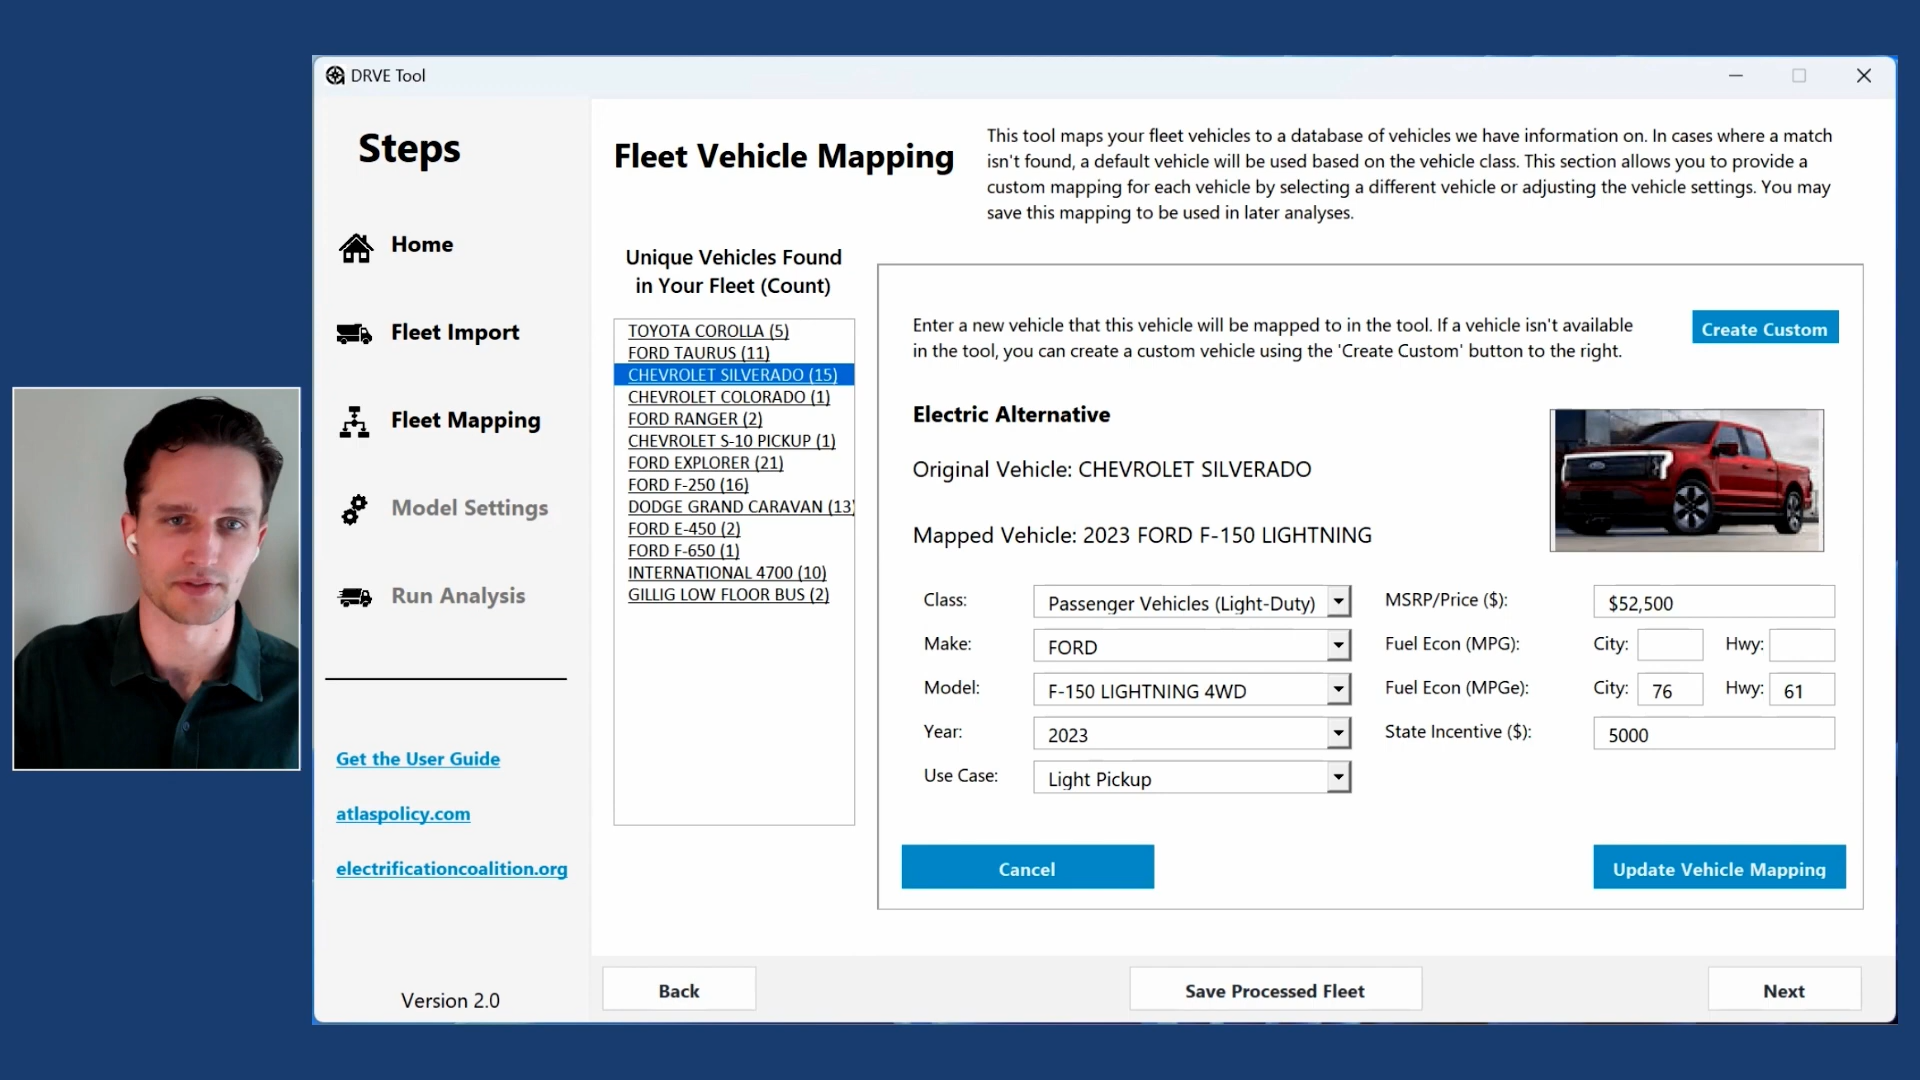 DRVE Tool
Steps
Home
Fleet Import
Fleet Mapping
Model Settings
Run Analysis
Get the User Guide
atlaspolicy.com
electrificationcoalition.org
Version 2.0
Fleet Vehicle Mapping
This tool maps your fleet vehicles to a database of vehicles we have information on. In cases where a match
isn't found, a default vehicle will be used based on the vehicle class. This section allows you to provide a
custom mapping for each vehicle by selecting a different vehicle or adjusting the vehicle settings. You may
save this mapping to be used in later analyses.
Unique Vehicles Found
in Your Fleet (Count)
TOYOTA COROLLA (5)
FORD TAURUS (11)
CHEVROLET SILVERADO (15)
CHEVROLET COLORADO (1)
FORD RANGER (2)
CHEVROLET S-10 PICKUP (1)
FORD EXPLORER (21)
FORD F-250 (16)
DODGE GRAND CARAVAN (13)
FORD E-450 (2)
FORD F-650 (1)
INTERNATIONAL 4700 (10)
GILLIG LOW FLOOR BUS (2)
Enter a new vehicle that this vehicle will be mapped to in the tool. If a vehicle isn't available
in the tool, you can create a custom vehicle using the 'Create Custom' button to the right.
Create Custom
Electric Alternative
Original Vehicle: CHEVROLET SILVERADO
Mapped Vehicle: 2023 FORD F-150 LIGHTNING
Class: Passenger Vehicles (Light-Duty)
Make: FORD
Model: F-150 LIGHTNING 4WD
Year: 2023
Use Case: Light Pickup
MSRP/Price ($): $52,500
Fuel Econ (MPG): City: Hwy:
Fuel Econ (MPGe): City: 76 Hwy: 61
State Incentive ($): 5000
Cancel
Update Vehicle Mapping
Back
Save Processed Fleet
Next